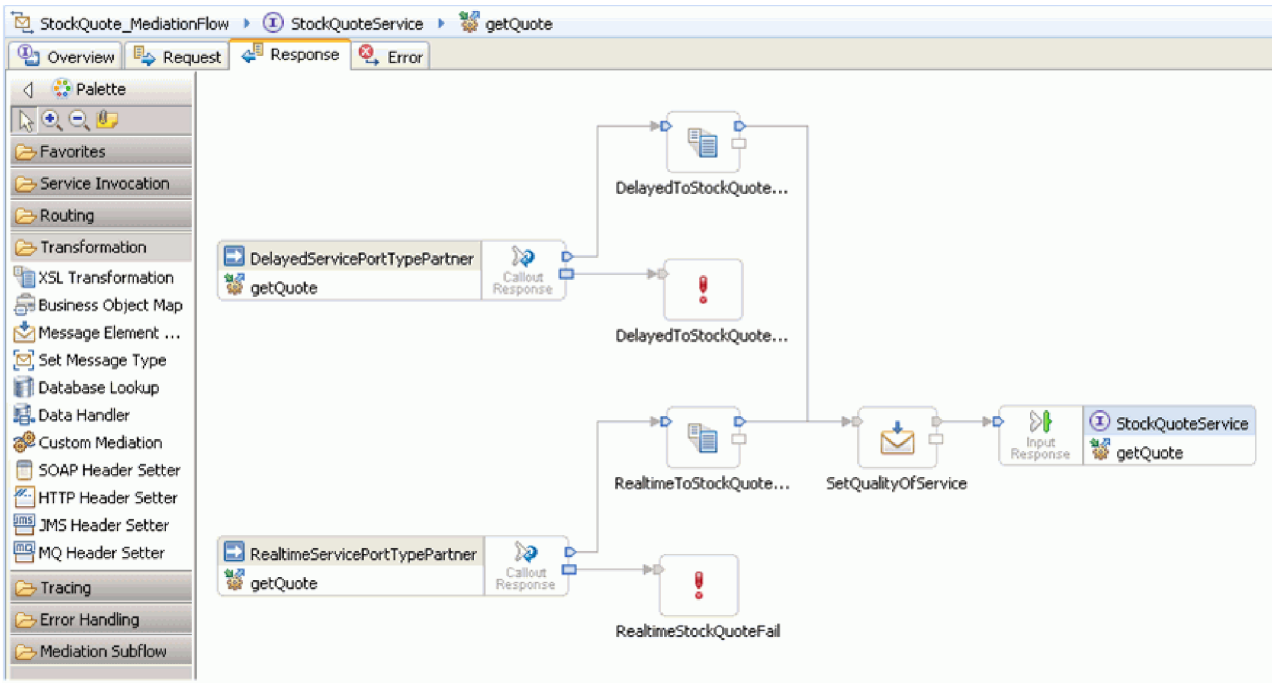 StockQuote_MediationFlow StockQuoteService getQuote
Overview Request Response Error
Palette
Favorites
Service Invocation
Routing
Transformation
XSL Transformation
Business Object Map
Message Element ...
Set Message Type
Database Lookup
Data Handler
Custom Mediation
SOAP Header Setter
HTTP Header Setter
JMS Header Setter
MQ Header Setter
Tracing
Error Handling
Mediation Subflow
DelayedToStockQuote...
DelayedServicePortTypePartner
getQuote
Callout
Response
DelayedToStockQuote...
RealtimeToStockQuote...
SetQualityOfService
Input
Response
StockQuoteService
getQuote
RealtimeServicePortTypePartner
getQuote
Callout
Response
RealtimeStockQuoteFail